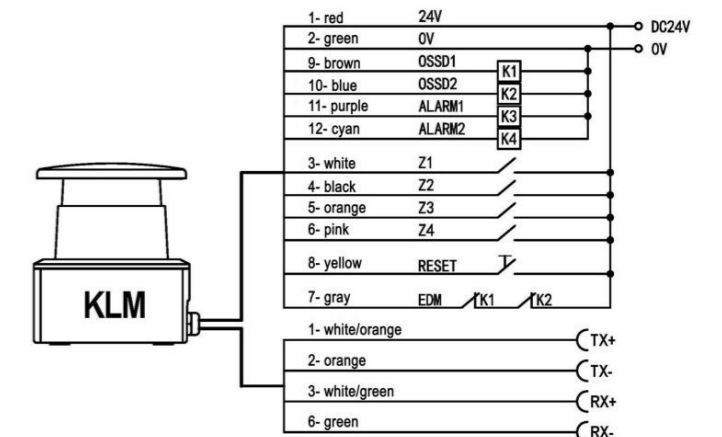 1- red 24V DC24V
2- green 0V 0V
9- brown OSSD1 K1
10- blue OSSD2 K2
11- purple ALARM1 K3
12- cyan ALARM2 K4
3- white Z1
4- black Z2
5- orange Z3
6- pink Z4
8- yellow RESET
7- gray EDM K1 K2
KLM
1- white/orange TX+
2- orange TX-
3- white/green RX+
6- green RX-